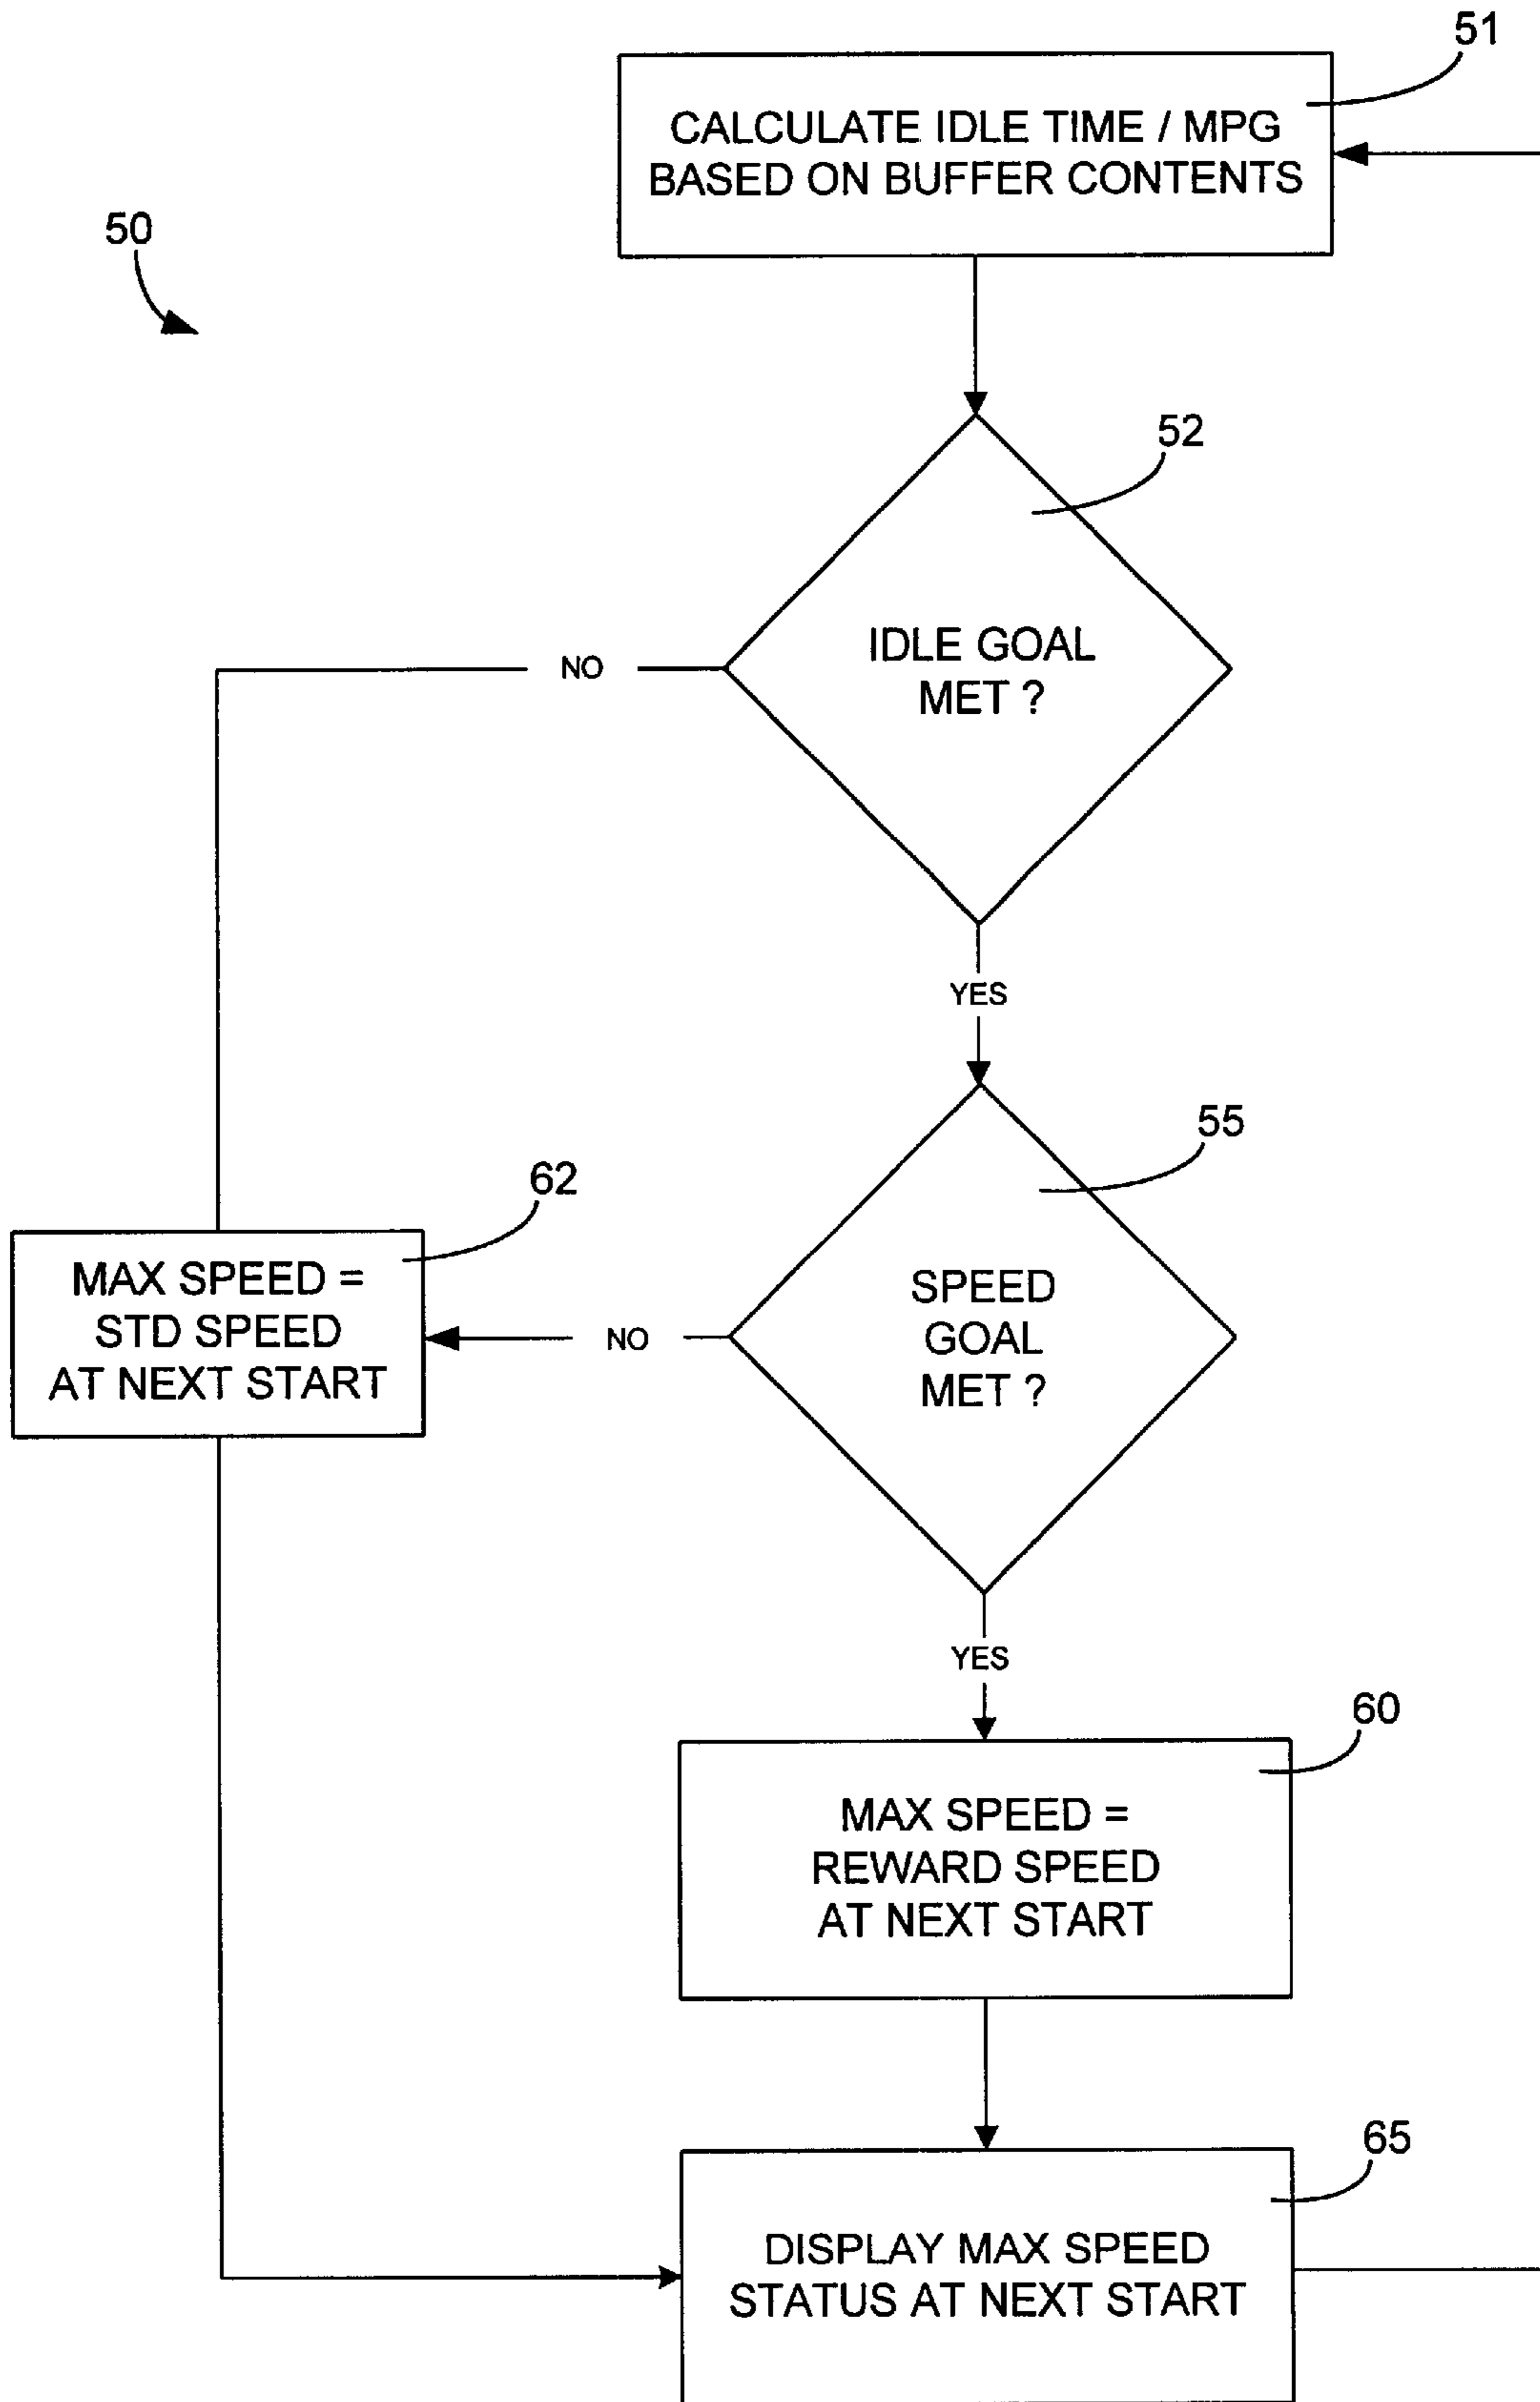 51
CALCULATE IDLE TIME / MPG
BASED ON BUFFER CONTENTS
50
52
IDLE GOAL
MET ?
NO
YES
55
62
MAX SPEED =
STD SPEED
AT NEXT START
SPEED
GOAL
MET ?
NO
YES
60
MAX SPEED =
REWARD SPEED
AT NEXT START
65
DISPLAY MAX SPEED
STATUS AT NEXT START